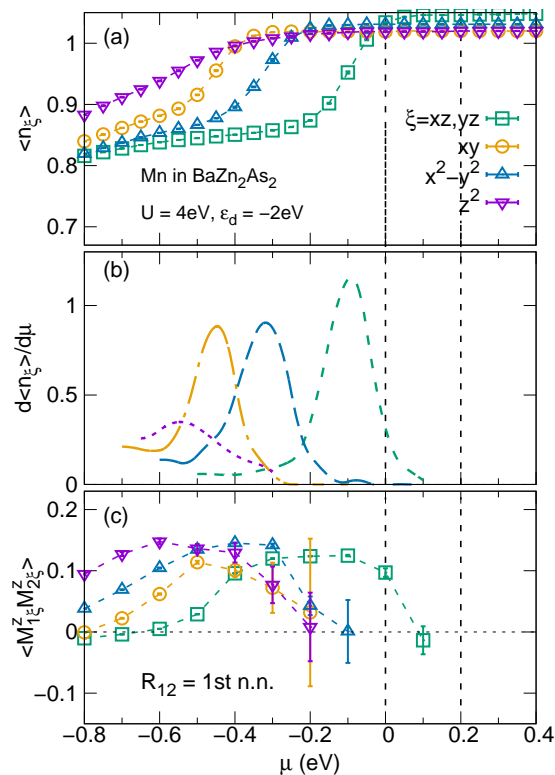 (a)
1
0.9
0.8
0.7
<n_ξ>
ξ=xz,yz
xy
x²−y²
z²
Mn in BaZn₂As₂
U = 4eV, ε_d = −2eV
(b)
1
0.5
0
d<n_ξ>/dμ
(c)
0.2
0.1
0
−0.1
<M^z_1ξ M^z_2ξ>
R₁₂ = 1st n.n.
−0.8 −0.6 −0.4 −0.2 0 0.2 0.4
μ (eV)